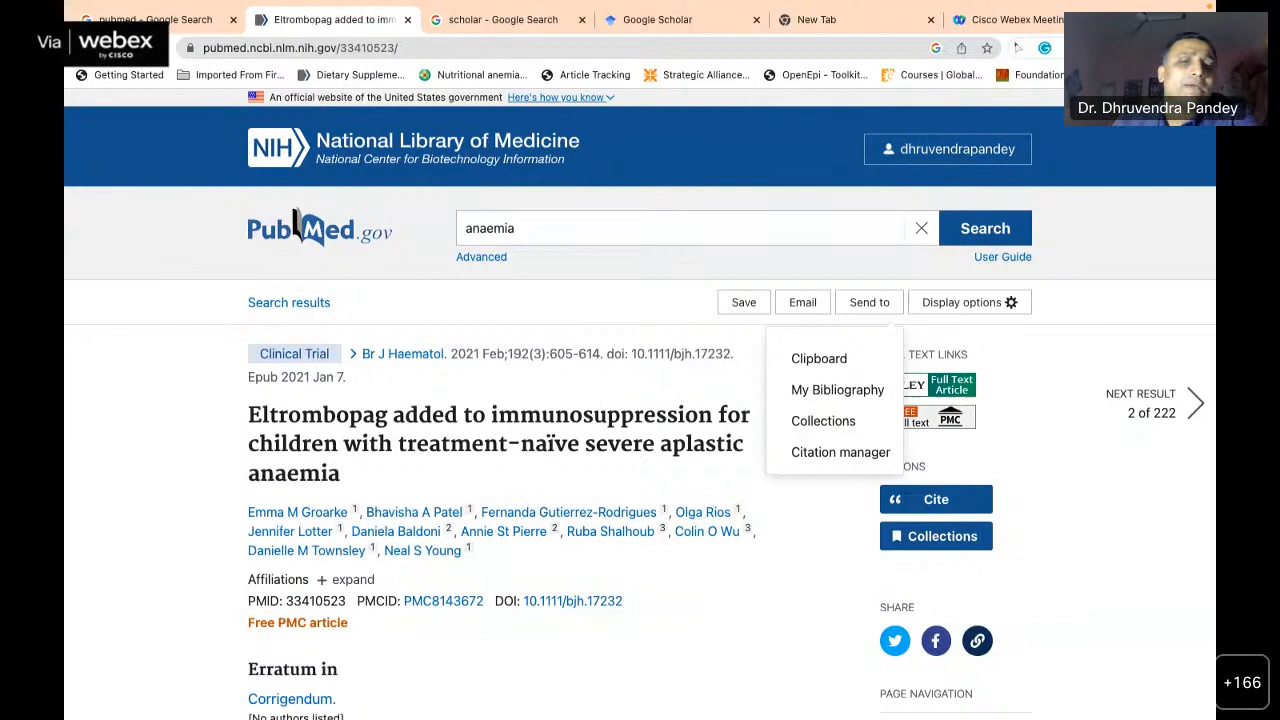 pubmed - Google Search
Eltrombopag added to imm
scholar - Google Search
Google Scholar
New Tab
Cisco Webex Meetin
Via webex
by CISCO
pubmed.ncbi.nlm.nih.gov/33410523/
Getting Started
Imported From Fir...
Dietary Suppleme...
Nutritional anemia...
Article Tracking
Strategic Alliance...
OpenEpi - Toolkit...
Courses | Global...
Foundation
Dr. Dhruvendra Pandey
An official website of the United States government Here's how you know
NIH
National Library of Medicine
National Center for Biotechnology Information
dhruvendrapandey
PubMed.gov
anaemia
Search
Advanced
User Guide
Search results
Save
Email
Send to
Display options
Clipboard
My Bibliography
Collections
Citation manager
Clinical Trial
Br J Haematol. 2021 Feb;192(3):605-614. doi: 10.1111/bjh.17232.
Epub 2021 Jan 7.
Eltrombopag added to immunosuppression for
children with treatment-naïve severe aplastic
anaemia
Emma M Groarke 1, Bhavisha A Patel 1, Fernanda Gutierrez-Rodrigues 1, Olga Rios 1,
Jennifer Lotter 1, Daniela Baldoni 2, Annie St Pierre 2, Ruba Shalhoub 3, Colin O Wu 3,
Danielle M Townsley 1, Neal S Young 1
Affiliations + expand
PMID: 33410523 PMCID: PMC8143672 DOI: 10.1111/bjh.17232
Free PMC article
Erratum in
Corrigendum.
[No authors listed]
TEXT LINKS
LEY Full Text
Article
EE
ll text PMC
NEXT RESULT
2 of 222
ONS
Cite
Collections
SHARE
PAGE NAVIGATION
+166